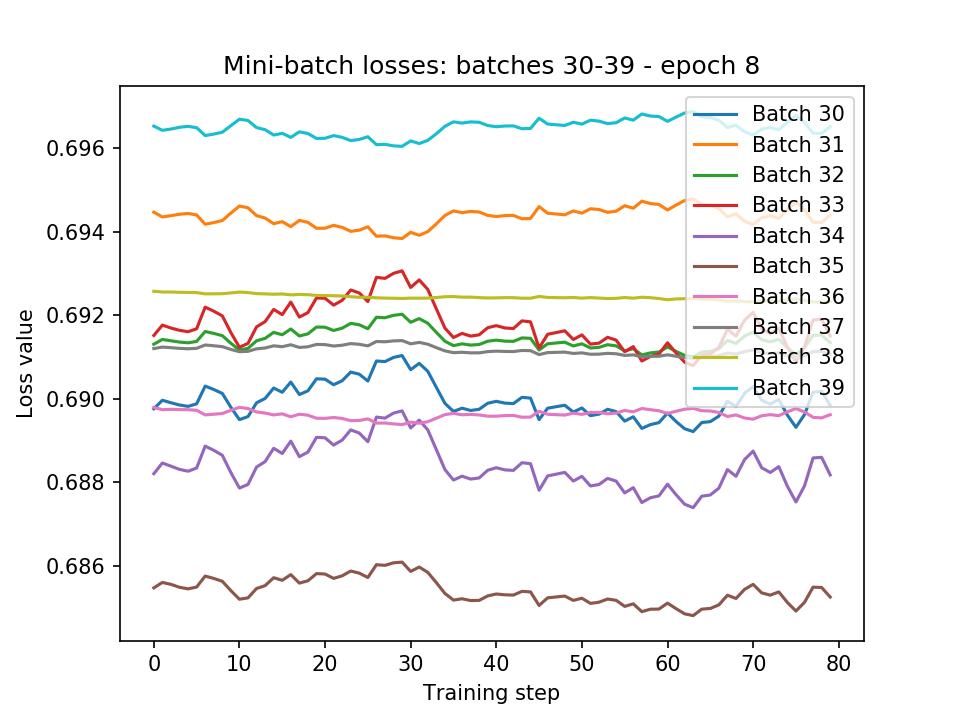 Mini-batch losses: batches 30-39 - epoch 8
Loss value
0.696
0.694
0.692
0.690
0.688
0.686
Batch 30
Batch 31
Batch 32
Batch 33
Batch 34
Batch 35
Batch 36
Batch 37
Batch 38
Batch 39
0 10 20 30 40 50 60 70 80
Training step